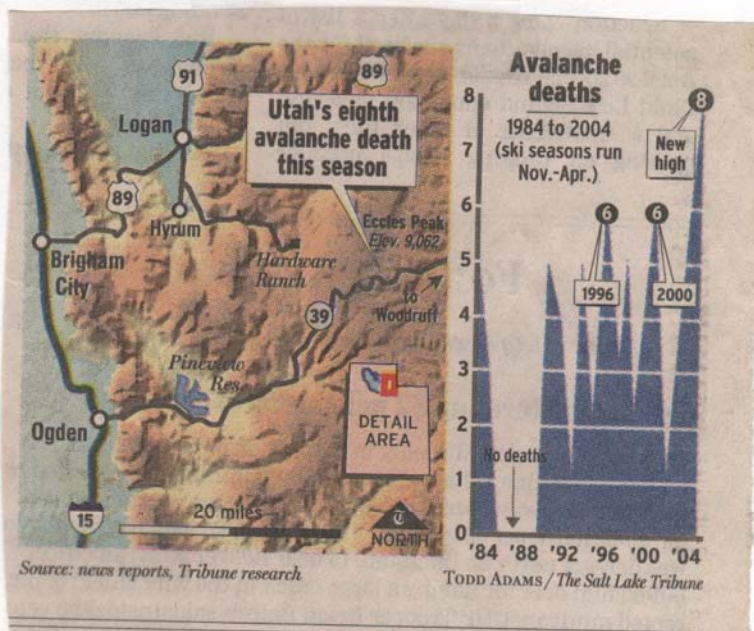 91
89
Logan
Utah's eighth
avalanche death
this season
89
Hyrum
Eccles Peak
Elev. 9,062
Brigham
City
Hardware
Ranch
39
to
Woodruff
Pineview
Res.
Ogden
DETAIL
AREA
15
20 miles
NORTH
Source: news reports, Tribune research
Avalanche
deaths
1984 to 2004
(ski seasons run
Nov.-Apr.)
8
7
6
5
4
3
2
1
0
8
New
high
6
1996
6
2000
No deaths
'84 '88 '92 '96 '00 '04
TODD ADAMS / The Salt Lake Tribune